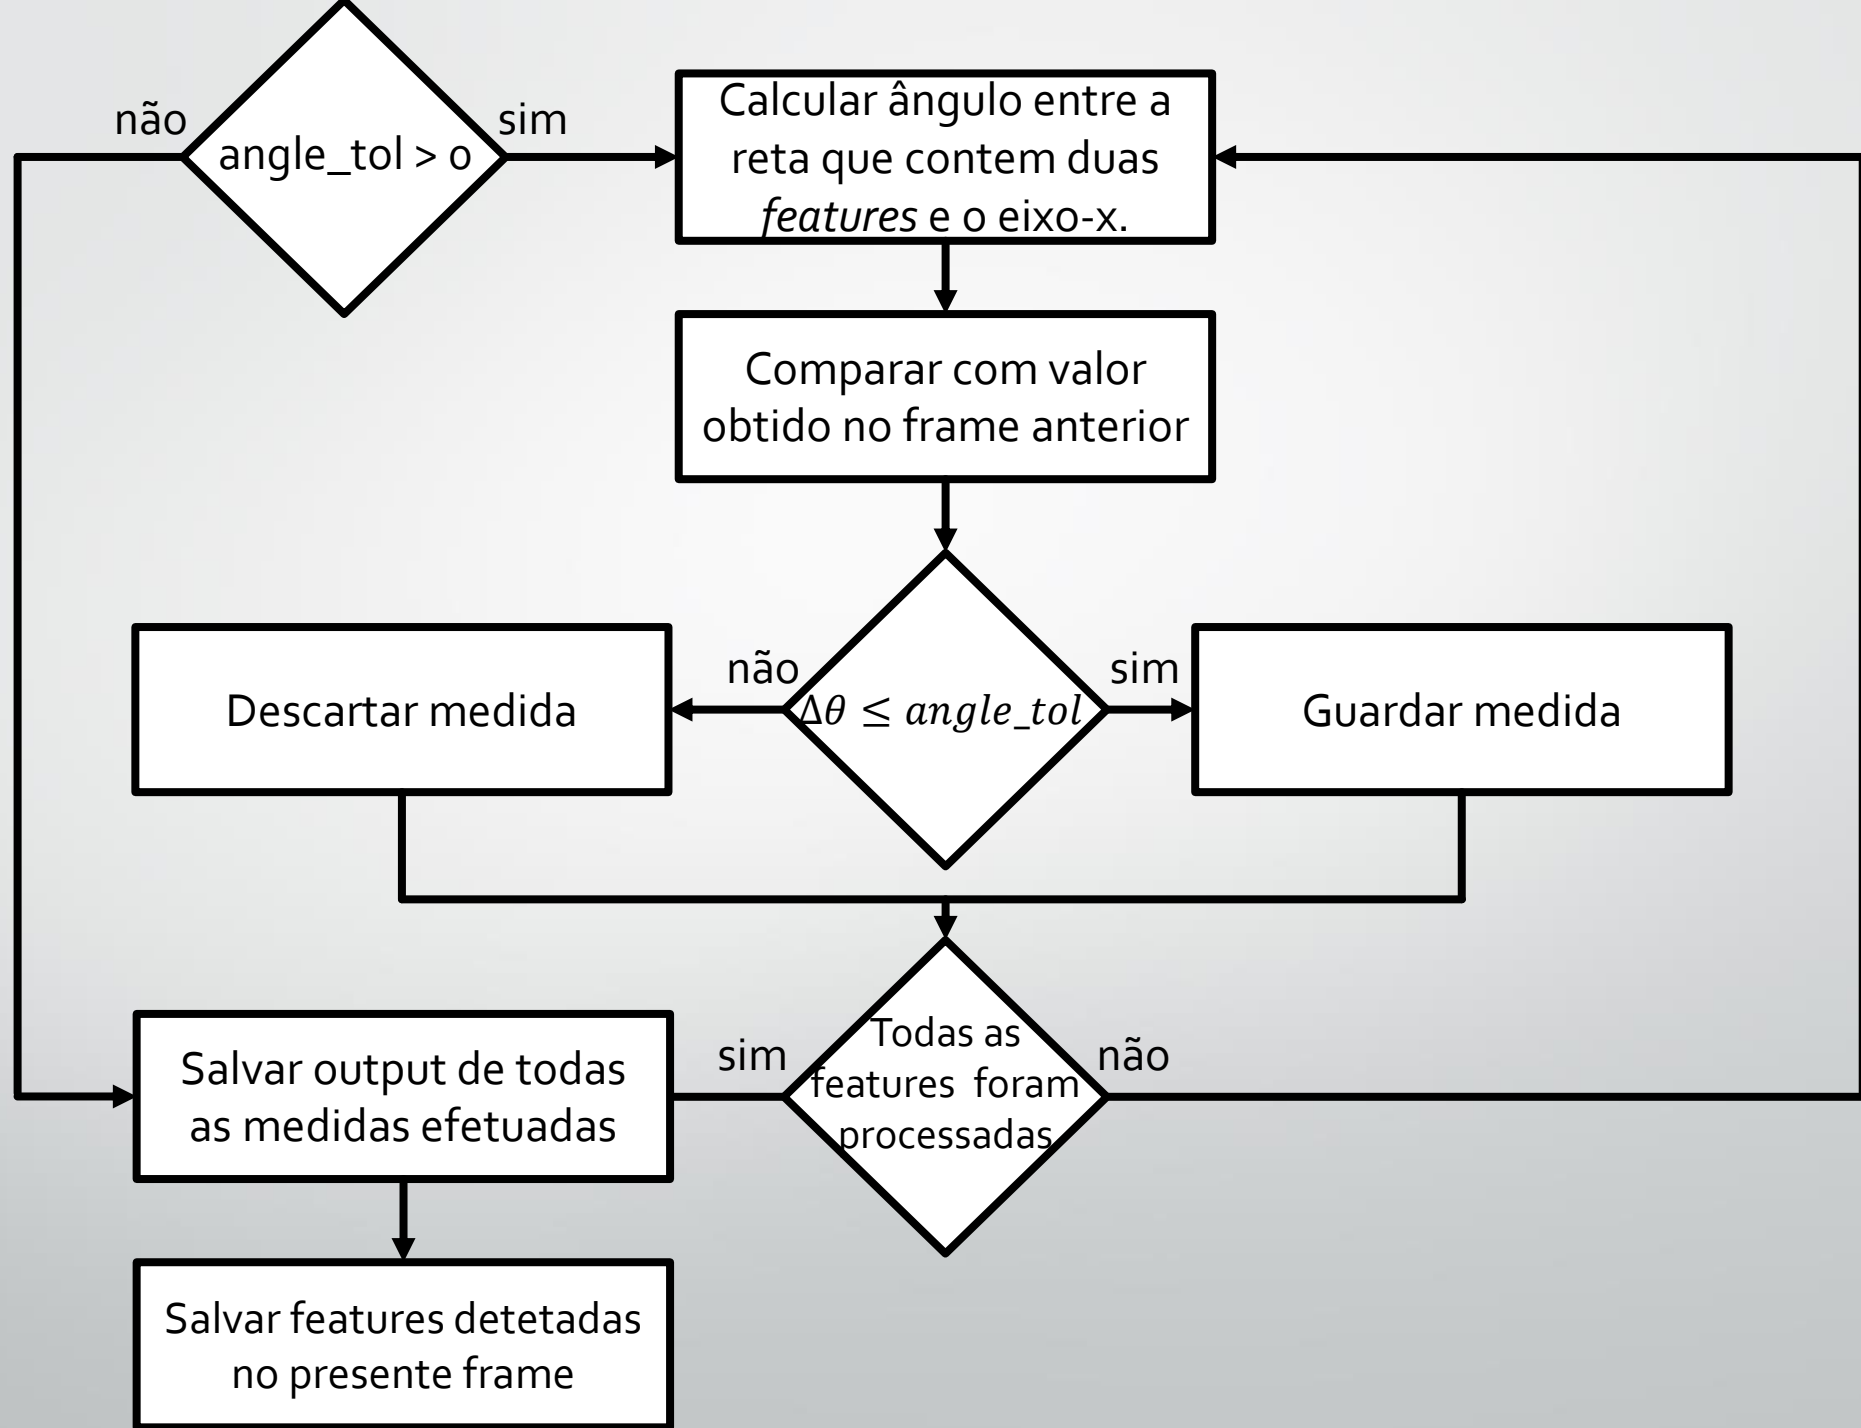 não
sim
angle_tol > 0
Calcular ângulo entre a
reta que contem duas
features e o eixo-x.
Comparar com valor
obtido no frame anterior
não
sim
Descartar medida
Δθ ≤ angle_tol
Guardar medida
Salvar output de todas
as medidas efetuadas
sim
Todas as
features foram
processadas
não
Salvar features detetadas
no presente frame